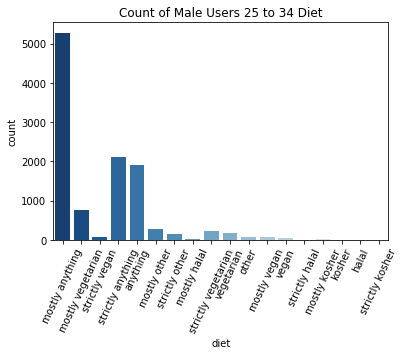 Count of Male Users 25 to 34 Diet
5000
4000
3000
2000
1000
0
count
mostly anything
mostly vegetarian
strictly vegan
strictly anything
anything
mostly other
strictly other
mostly halal
strictly vegetarian
vegetarian
other
mostly vegan
vegan
strictly halal
mostly kosher
kosher
halal
strictly kosher
diet